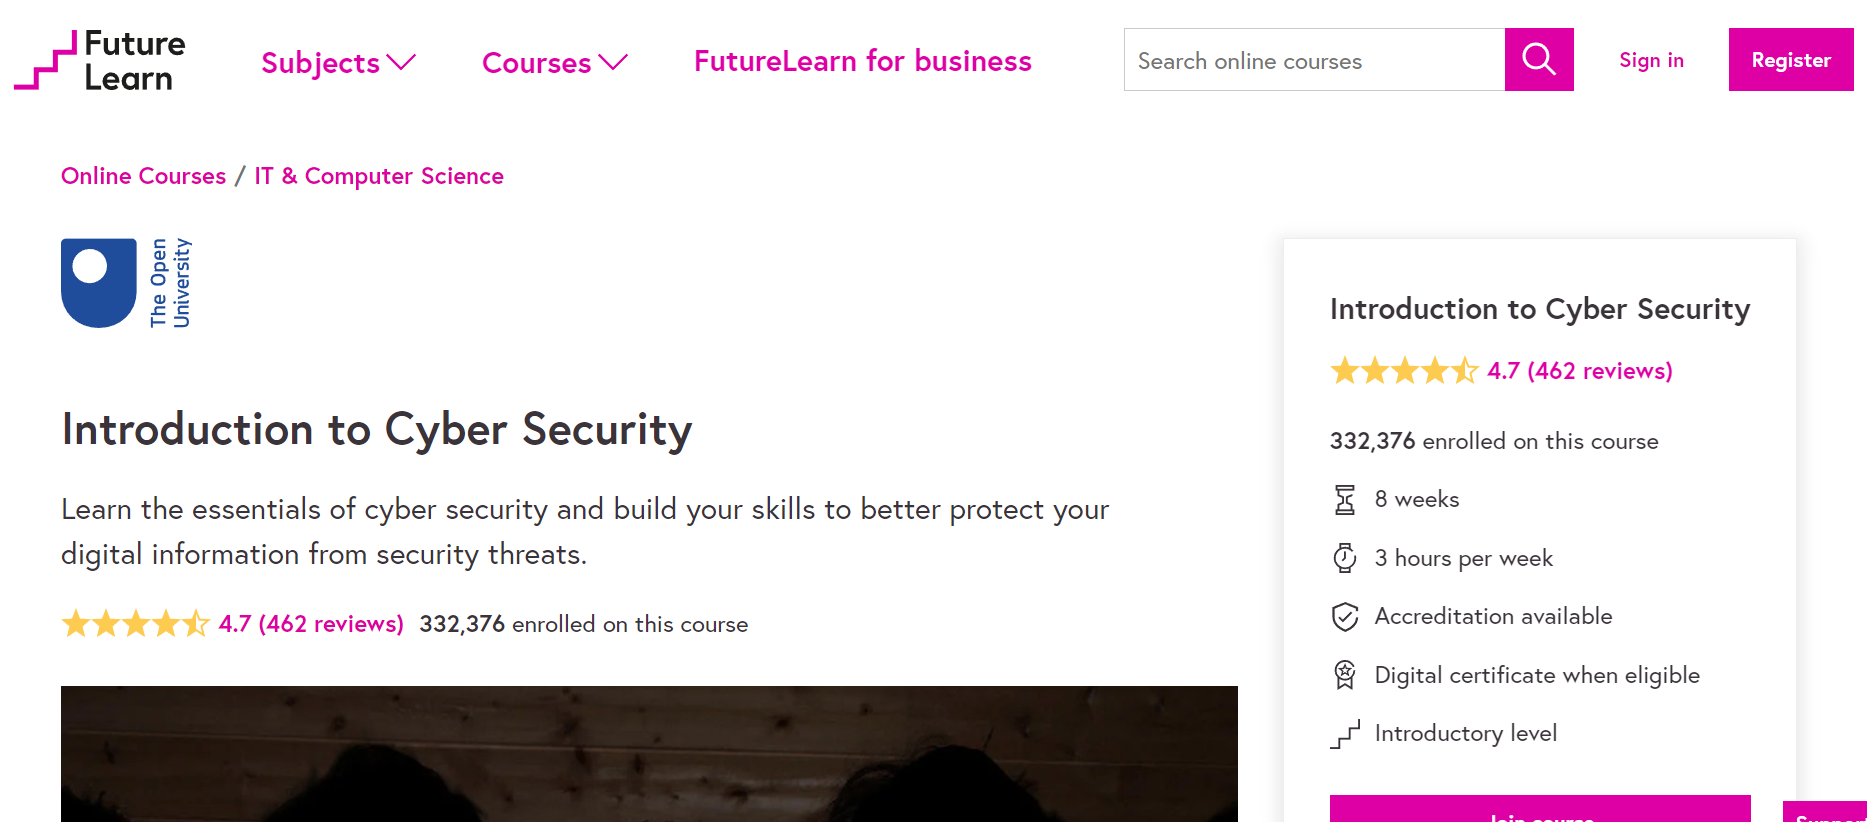 Future
Learn
Subjects
Courses
FutureLearn for business
Search online courses
Sign in
Register
Online Courses / IT & Computer Science
The Open
University
Introduction to Cyber Security
Learn the essentials of cyber security and build your skills to better protect your
digital information from security threats.
4.7 (462 reviews) 332,376 enrolled on this course
Introduction to Cyber Security
4.7 (462 reviews)
332,376 enrolled on this course
8 weeks
3 hours per week
Accreditation available
Digital certificate when eligible
Introductory level
Join course